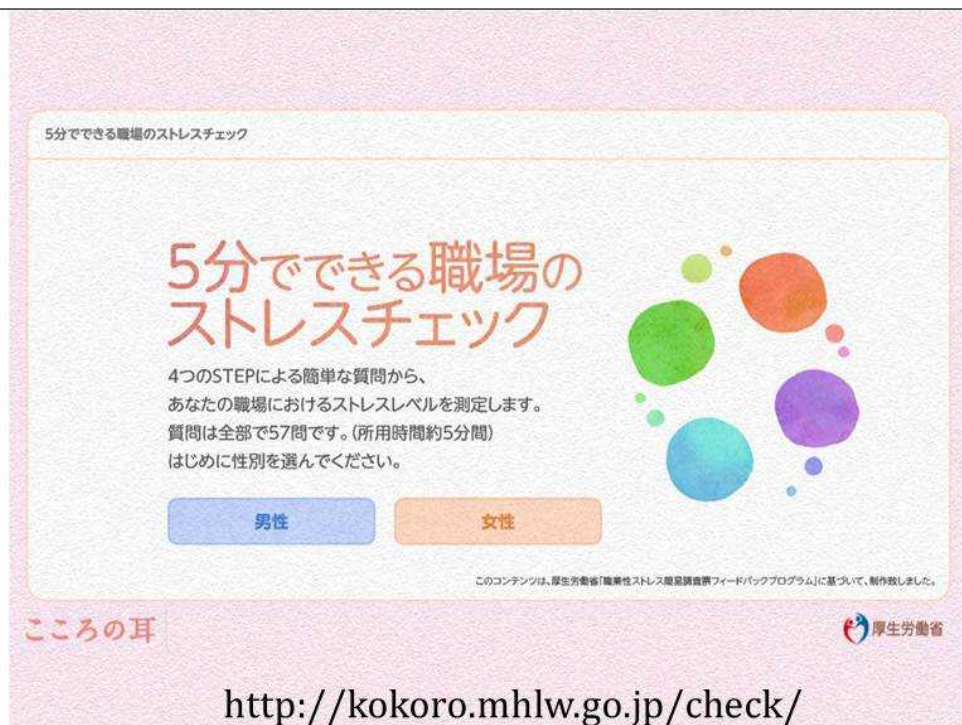 5分でできる職場のストレスチェック
5分でできる職場の
ストレスチェック
4つのSTEPによる簡単な質問から、
あなたの職場におけるストレスレベルを測定します。
質問は全部で57問です。(所用時間約5分間)
はじめに性別を選んでください。
男性
女性
このコンテンツは、厚生労働省「職業性ストレス簡易調査票フィードバックプログラム」に基づいて、制作致しました。
こころの耳
厚生労働省
http://kokoro.mhlw.go.jp/check/